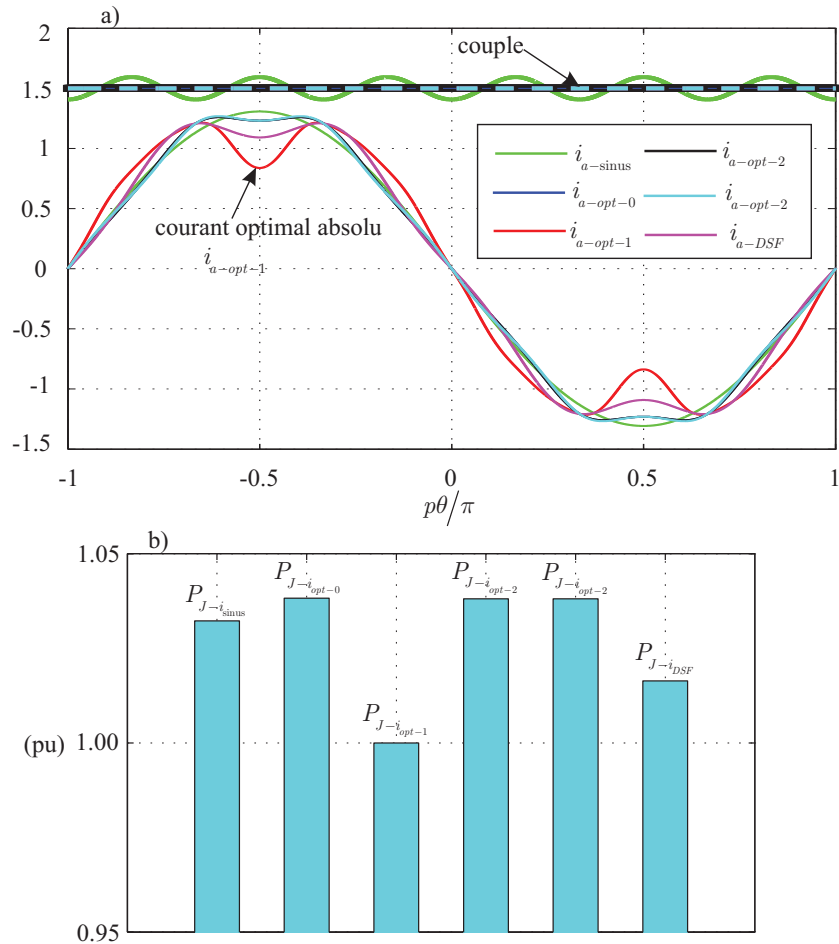 a)
2
couple
1.5
1
0.5
0
-0.5
-1
-1.5
i_{a-sinus}
i_{a-opt-2}
i_{a-opt-0}
i_{a-opt-2}
i_{a-opt-1}
i_{a-DSF}
courant optimal absolu
i_{a-opt-1}
-1
-0.5
0
0.5
1
pθ/π
b)
1.05
P_{J-i_{sinus}}
P_{J-i_{opt-0}}
P_{J-i_{opt-1}}
P_{J-i_{opt-2}}
P_{J-i_{opt-2}}
P_{J-i_{DSF}}
(pu)
1.00
0.95